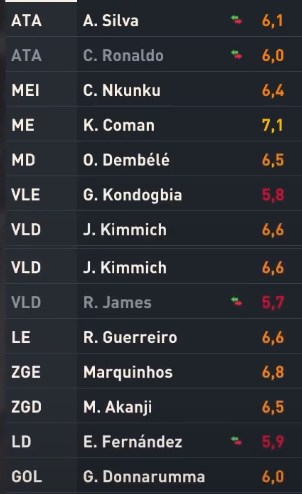 ATA A. Silva 6,1
ATA C. Ronaldo 6,0
MEI C. Nkunku 6,4
ME K. Coman 7,1
MD O. Dembélé 6,5
VLE G. Kondogbia 5,8
VLD J. Kimmich 6,6
VLD J. Kimmich 6,6
VLD R. James 5,7
LE R. Guerreiro 6,6
ZGE Marquinhos 6,8
ZGD M. Akanji 6,5
LD E. Fernández 5,9
GOL G. Donnarumma 6,0